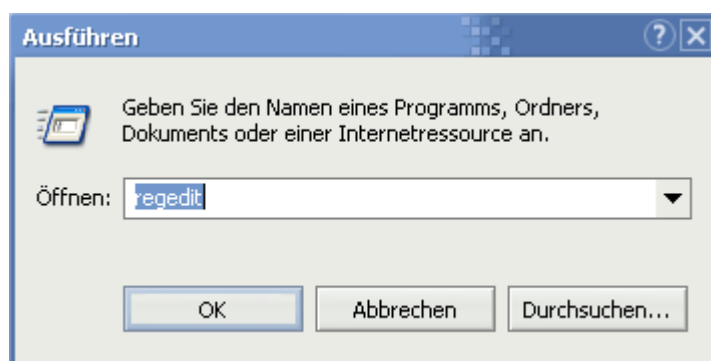 Ausführen
Geben Sie den Namen eines Programms, Ordners,
Dokuments oder einer Internetressource an.
Öffnen: regedit
OK Abbrechen Durchsuchen...